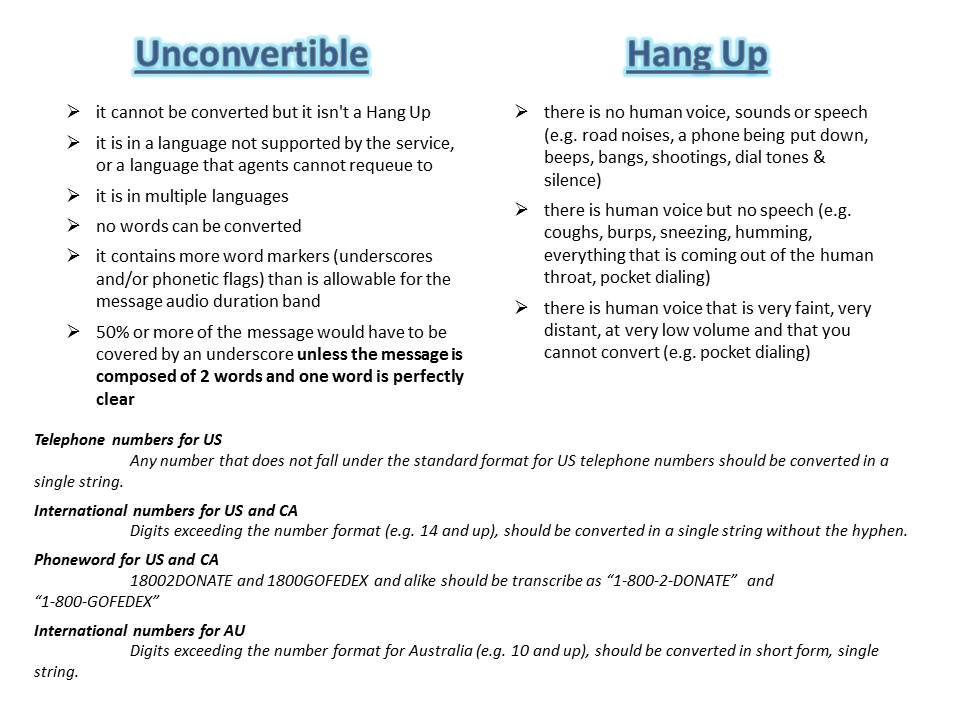 Unconvertible
➢ it cannot be converted but it isn't a Hang Up
➢ it is in a language not supported by the service,
or a language that agents cannot requeue to
➢ it is in multiple languages
➢ no words can be converted
➢ it contains more word markers (underscores
and/or phonetic flags) than is allowable for the
message audio duration band
➢ 50% or more of the message would have to be
covered by an underscore unless the message is
composed of 2 words and one word is perfectly
clear
Hang Up
➢ there is no human voice, sounds or speech
(e.g. road noises, a phone being put down,
beeps, bangs, shootings, dial tones &
silence)
➢ there is human voice but no speech (e.g.
coughs, burps, sneezing, humming,
everything that is coming out of the human
throat, pocket dialing)
➢ there is human voice that is very faint, very
distant, at very low volume and that you
cannot convert (e.g. pocket dialing)
Telephone numbers for US
Any number that does not fall under the standard format for US telephone numbers should be converted in a
single string.
International numbers for US and CA
Digits exceeding the number format (e.g. 14 and up), should be converted in a single string without the hyphen.
Phoneword for US and CA
18002DONATE and 1800GOFEDEX and alike should be transcribe as “1-800-2-DONATE” and
“1-800-GOFEDEX”
International numbers for AU
Digits exceeding the number format for Australia (e.g. 10 and up), should be converted in short form, single
string.